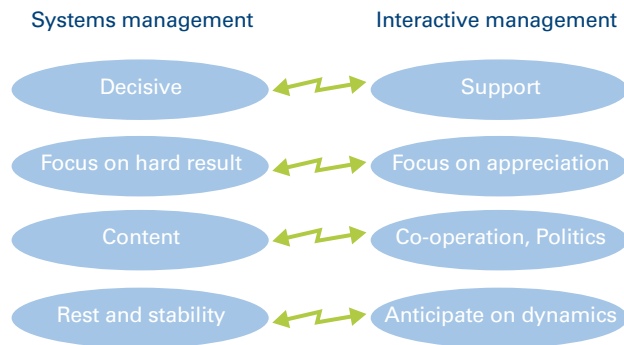 Systems management
Interactive management
Decisive
Support
Focus on hard result
Focus on appreciation
Content
Co-operation, Politics
Rest and stability
Anticipate on dynamics